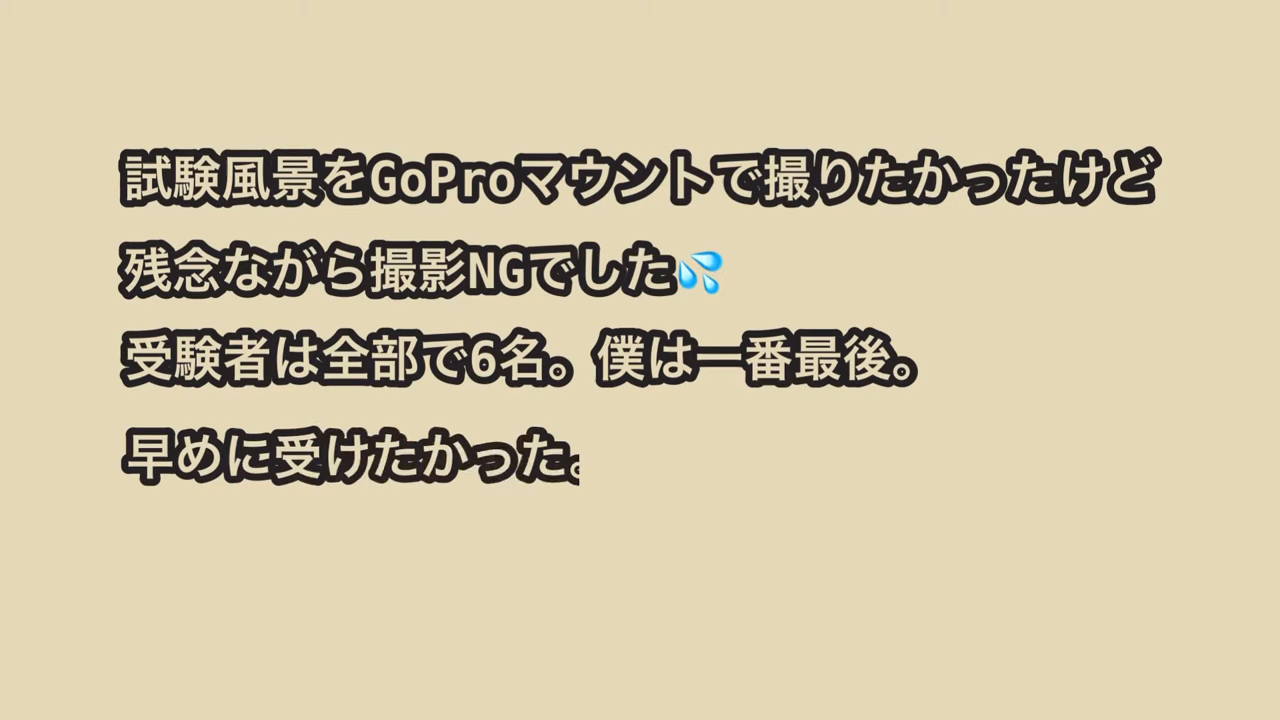 試験風景をGoProマウントで撮りたかったけど
残念ながら撮影NGでした💦
受験者は全部で6名。僕は一番最後。
早めに受けたかった。